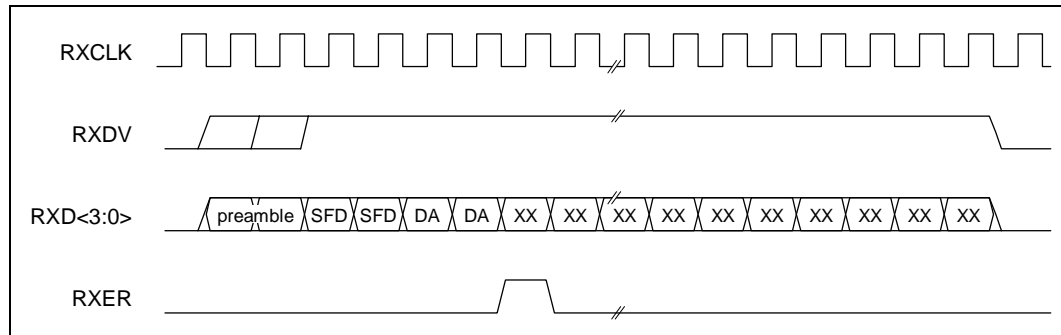 RXCLK
RXDV
RXD<3:0> preamble SFD SFD DA DA XX XX XX XX XX XX XX XX XX XX
RXER